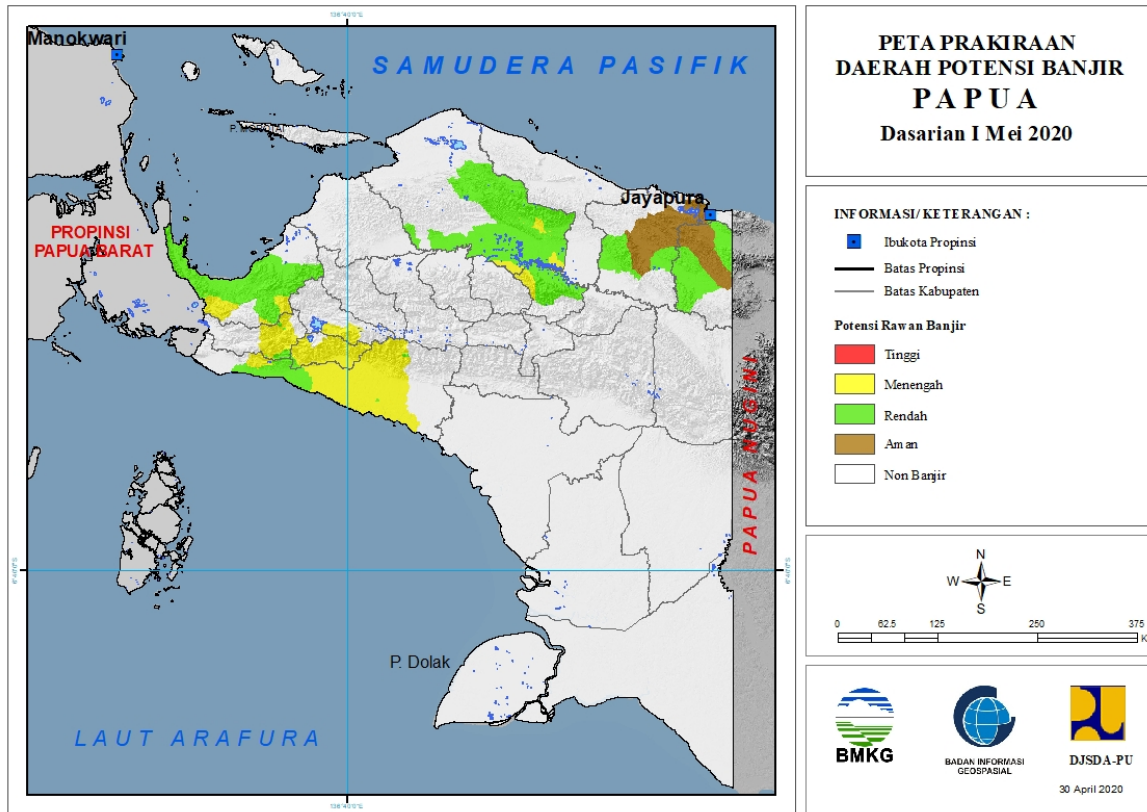 PETA PRAKIRAAN
DAERAH POTENSI BANJIR
PAPUA
Dasarian I Mei 2020
INFORMASI/ KETERANGAN :
Ibukota Propinsi
Batas Propinsi
Batas Kabupaten
Potensi Rawan Banjir
Tinggi
Menengah
Rendah
Aman
Non Banjir
N
W E
S
0 62.5 125 250 375
K
BMKG
BADAN INFORMASI
GEOSPASIAL
DJSDA-PU
30 April 2020
Manokwari
SAMUDERA PASIFIK
Jayapura
PROPINSI
PAPUA BARAT
PAPUA NUGINI
P. Dolak
LAUT ARAFURA